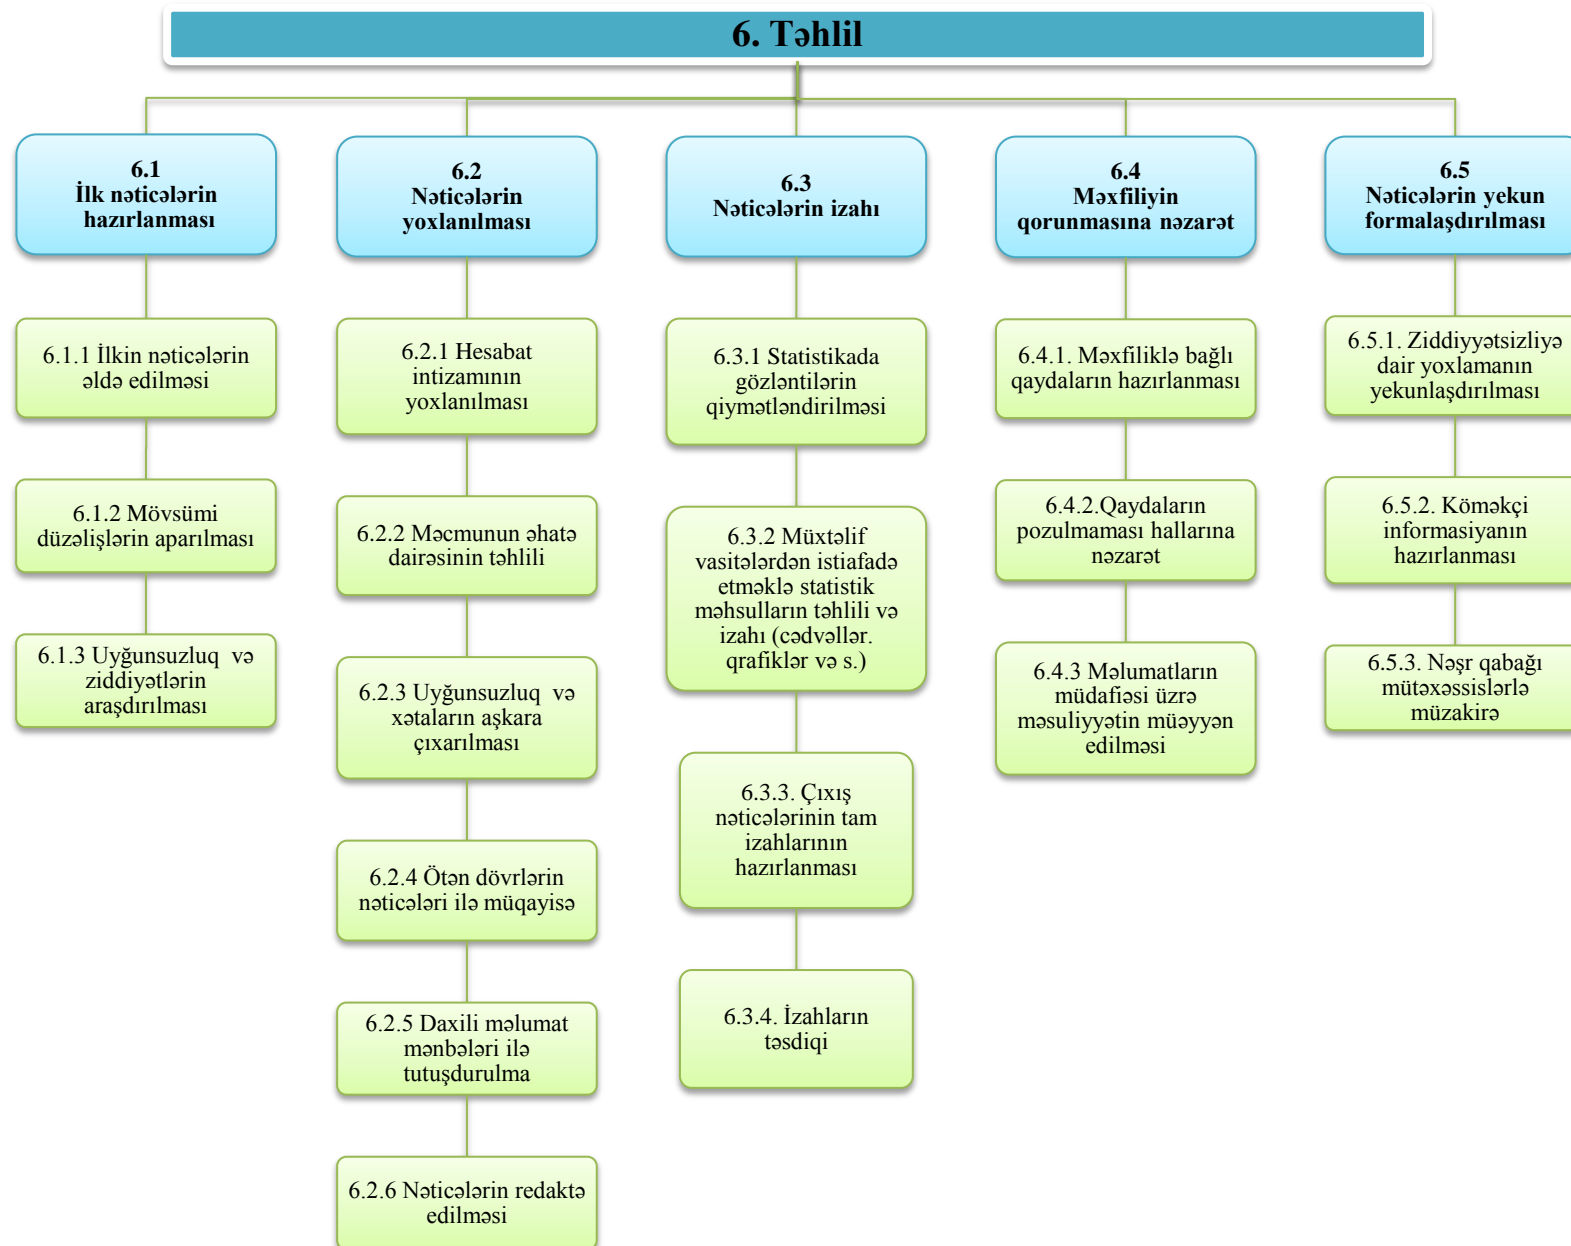 6. Təhlil
6.1
İlk nəticələrin
hazırlanması
6.1.1 İlkin nəticələrin
əldə edilməsi
6.1.2 Mövsümi
düzəlişlərin aparılması
6.1.3 Uyğunsuzluq və
ziddiyətlərin
araşdırılması
6.2
Nəticələrin
yoxlanılması
6.2.1 Hesabat
intizamının
yoxlanılması
6.2.2 Məcmunun əhatə
dairəsinin təhlili
6.2.3 Uyğunsuzluq və
xətaların aşkara
çıxarılması
6.2.4 Ötən dövrlərin
nəticələri ilə müqayisə
6.2.5 Daxili məlumat
mənbələri ilə
tutuşdurulma
6.2.6 Nəticələrin redaktə
edilməsi
6.3
Nəticələrin izahı
6.3.1 Statistikada
gözləntilərin
qiymətləndirilməsi
6.3.2 Müxtəlif
vasitələrdən istiafadə
etməklə statistik
məhsulların təhlili və
izahı (cədvəllər.
qrafiklər və s.)
6.3.3. Çıxış
nəticələrinin tam
izahlarının
hazırlanması
6.3.4. İzahların
təsdiqi
6.4
Məxfiliyin
qorunmasına nəzarət
6.4.1. Məxfiliklə bağlı
qaydaların hazırlanması
6.4.2.Qaydaların
pozulmaması hallarına
nəzarət
6.4.3 Məlumatların
müdafiəsi üzrə
məsuliyyətin müəyyən
edilməsi
6.5
Nəticələrin yekun
formalaşdırılması
6.5.1. Ziddiyyətsizliyə
dair yoxlamanın
yekunlaşdırılması
6.5.2. Köməkçi
informasiyanın
hazırlanması
6.5.3. Nəşr qabağı
mütəxəssislərlə
müzakirə